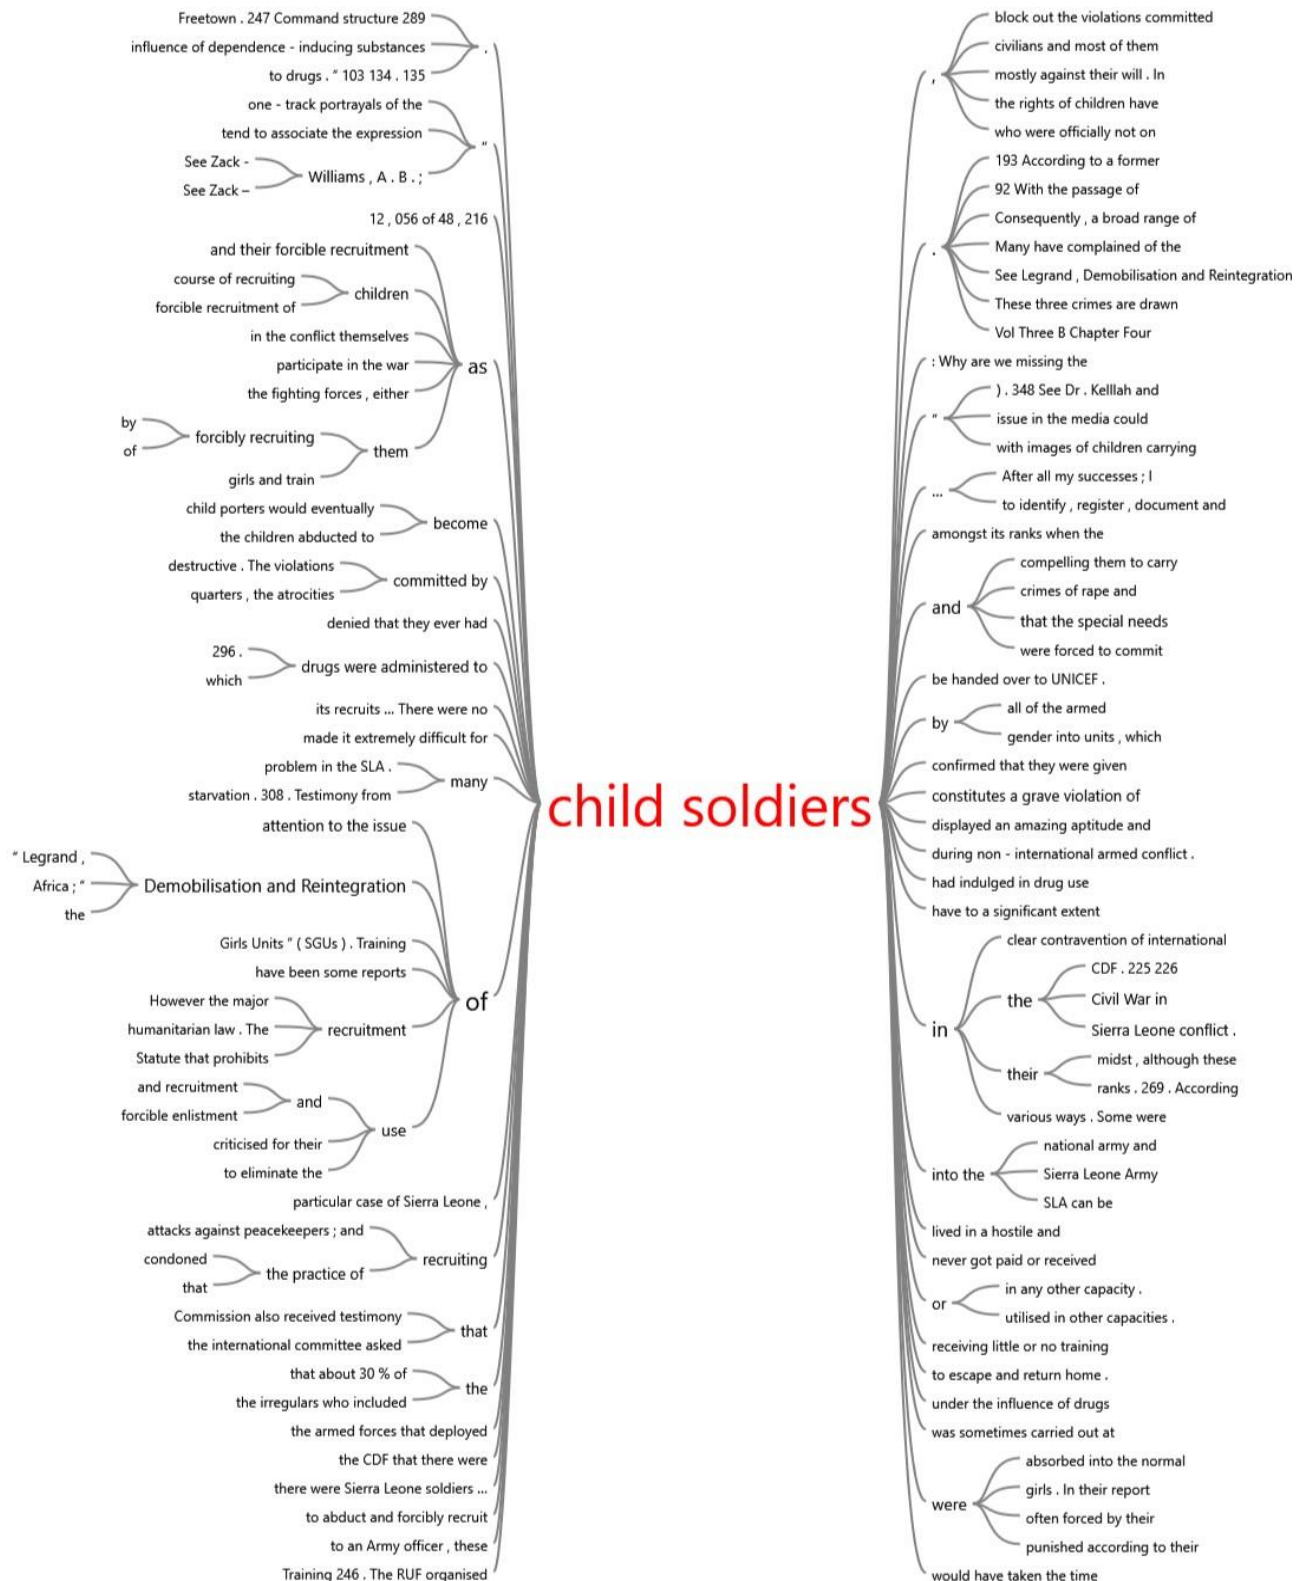 Freetown . 247 Command structure 289
influence of dependence - inducing substances
to drugs . " 103 134 . 135
.
one - track portrayals of the
tend to associate the expression
See Zack -
See Zack –
Williams , A . B . ;
"
12 , 056 of 48 , 216
and their forcible recruitment
course of recruiting
forcible recruitment of
children
in the conflict themselves
participate in the war
the fighting forces , either
as
by
of
forcibly recruiting
girls and train
them
child porters would eventually
the children abducted to
become
destructive . The violations
quarters , the atrocities
committed by
denied that they ever had
296 .
which
drugs were administered to
its recruits ... There were no
made it extremely difficult for
problem in the SLA .
starvation . 308 . Testimony from
many
attention to the issue
" Legrand ,
Africa ; "
the
Demobilisation and Reintegration
Girls Units " ( SGUs ) . Training
have been some reports
of
However the major
humanitarian law . The
Statute that prohibits
recruitment
and recruitment
forcible enlistment
and
criticised for their
to eliminate the
use
particular case of Sierra Leone ,
attacks against peacekeepers ; and
condoned
that
the practice of
recruiting
Commission also received testimony
the international committee asked
that
that about 30 % of
the irregulars who included
the
the armed forces that deployed
the CDF that there were
there were Sierra Leone soldiers ...
to abduct and forcibly recruit
to an Army officer , these
Training 246 . The RUF organised
child soldiers
,
block out the violations committed
civilians and most of them
mostly against their will . In
the rights of children have
who were officially not on
.
193 According to a former
92 With the passage of
Consequently , a broad range of
Many have complained of the
See Legrand , Demobilisation and Reintegration
These three crimes are drawn
Vol Three B Chapter Four
: Why are we missing the
"
) . 348 See Dr . Kelllah and
issue in the media could
with images of children carrying
...
After all my successes ; I
to identify , register , document and
amongst its ranks when the
and
compelling them to carry
crimes of rape and
that the special needs
were forced to commit
be handed over to UNICEF .
by
all of the armed
gender into units , which
confirmed that they were given
constitutes a grave violation of
displayed an amazing aptitude and
during non - international armed conflict .
had indulged in drug use
have to a significant extent
in
clear contravention of international
the
CDF . 225 226
Civil War in
Sierra Leone conflict .
their
midst , although these
ranks . 269 . According
various ways . Some were
into the
national army and
Sierra Leone Army
SLA can be
lived in a hostile and
never got paid or received
or
in any other capacity .
utilised in other capacities .
receiving little or no training
to escape and return home .
under the influence of drugs
was sometimes carried out at
were
absorbed into the normal
girls . In their report
often forced by their
punished according to their
would have taken the time